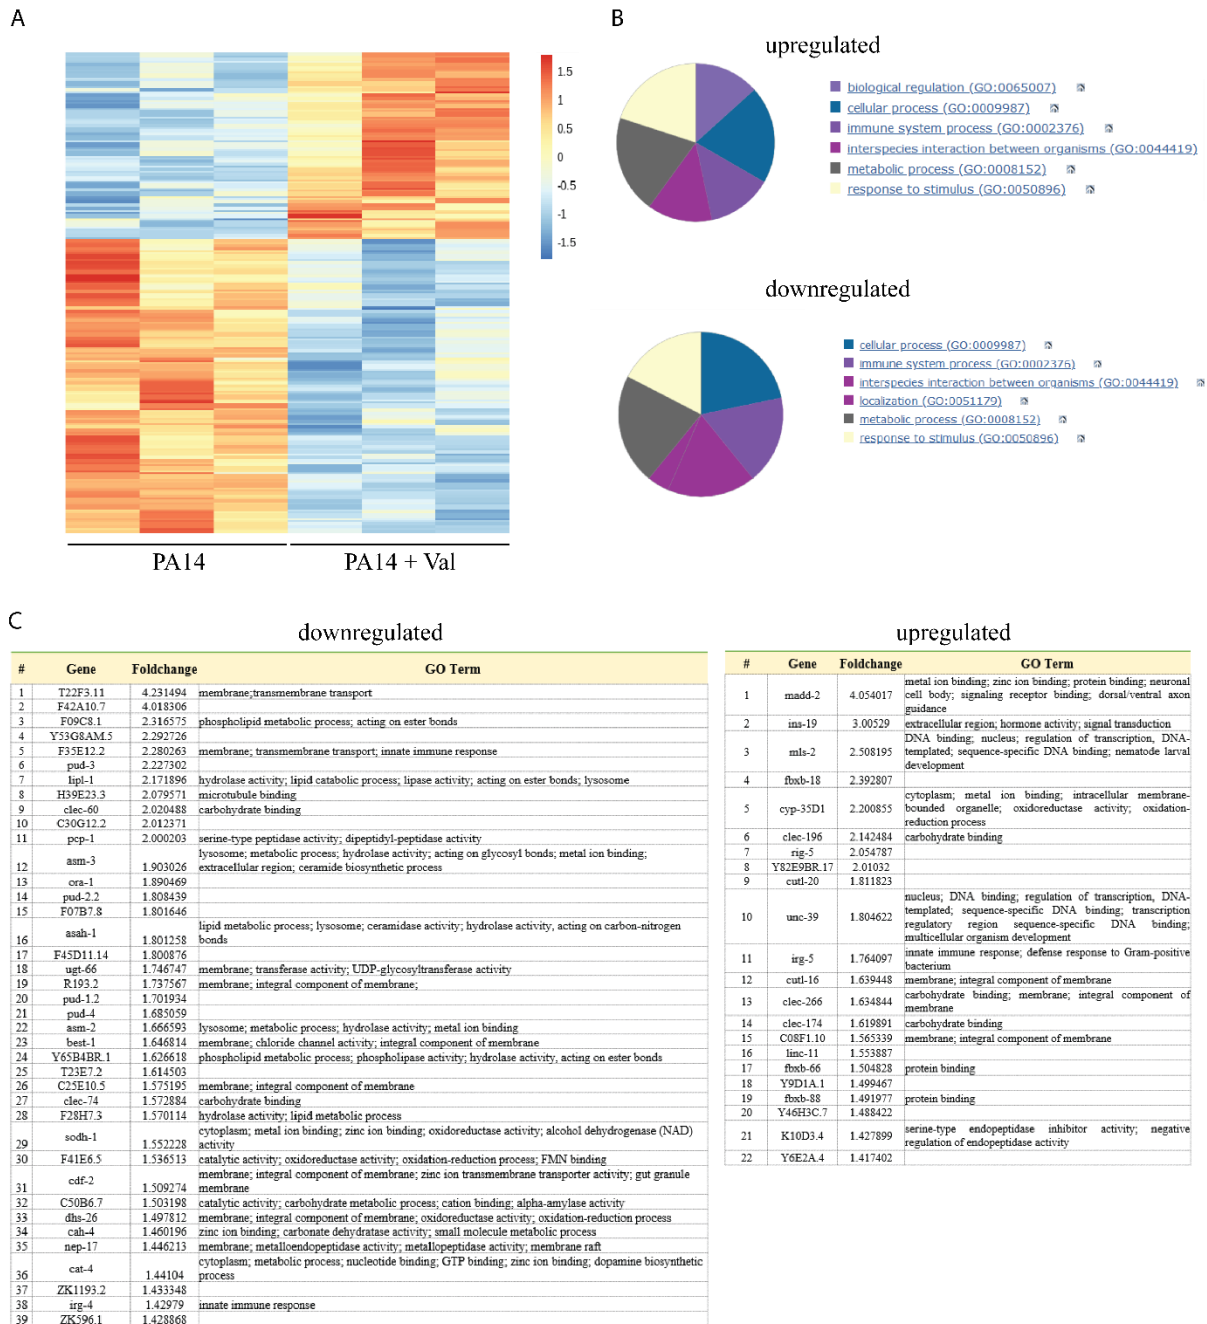 A
B
upregulated
1.5
1
0.5
0
-0.5
-1
-1.5
biological regulation (GO:0065007)
cellular process (GO:0009987)
immune system process (GO:0002376)
interspecies interaction between organisms (GO:0044419)
metabolic process (GO:0008152)
response to stimulus (GO:0050896)
downregulated
cellular process (GO:0009987)
immune system process (GO:0002376)
interspecies interaction between organisms (GO:0044419)
localization (GO:0051179)
metabolic process (GO:0008152)
response to stimulus (GO:0050896)
PA14 PA14 + Val
C
downregulated
# Gene Foldchange GO Term
1 T22F3.11 4.231494 membrane;transmembrane transport
2 F42A10.7 4.018306
3 F09C8.1 2.316575 phospholipid metabolic process; acting on ester bonds
4 Y53G8AM.5 2.292726
5 F35E12.2 2.280263 membrane; transmembrane transport; innate immune response
6 pud-3 2.227302
7 lipl-1 2.171896 hydrolase activity; lipid catabolic process; lipase activity; acting on ester bonds; lysosome
8 H39E23.3 2.079571 microtubule binding
9 clec-60 2.020488 carbohydrate binding
10 C30G12.2 2.012371
11 pcp-1 2.000203 serine-type peptidase activity; dipeptidyl-peptidase activity
12 asm-3 1.903026 lysosome; metabolic process; hydrolase activity; acting on glycosyl bonds; metal ion binding;
extracellular region; ceramide biosynthetic process
13 ora-1 1.890469
14 pud-2.2 1.808439
15 F07B7.8 1.801646
16 asah-1 1.801258 lipid metabolic process; lysosome; ceramidase activity; hydrolase activity, acting on carbon-nitrogen
bonds
17 F45D11.14 1.800876
18 ugt-66 1.746747 membrane; transferase activity; UDP-glycosyltransferase activity
19 R193.2 1.737567 membrane; integral component of membrane;
20 pud-1.2 1.701934
21 pud-4 1.685059
22 asm-2 1.666593 lysosome; metabolic process; hydrolase activity; metal ion binding
23 best-1 1.646814 membrane; chloride channel activity; integral component of membrane
24 Y65B4BR.1 1.626618 phospholipid metabolic process; phospholipase activity; hydrolase activity, acting on ester bonds
25 T23E7.2 1.614503
26 C25E10.5 1.575195 membrane; integral component of membrane
27 clec-74 1.572884 carbohydrate binding
28 F28H7.3 1.570114 hydrolase activity; lipid metabolic process
29 sodh-1 1.552228 cytoplasm; metal ion binding; zinc ion binding; oxidoreductase activity; alcohol dehydrogenase (NAD)
activity
30 F41E6.5 1.536513 catalytic activity; oxidoreductase activity; oxidation-reduction process; FMN binding
31 cdf-2 1.509274 membrane; integral component of membrane; zinc ion transmembrane transporter activity; gut granule
membrane
32 C50B6.7 1.503198 catalytic activity; carbohydrate metabolic process; cation binding; alpha-amylase activity
33 dhs-26 1.497812 membrane; integral component of membrane; oxidoreductase activity; oxidation-reduction process
34 cah-4 1.460196 zinc ion binding; carbonate dehydratase activity; small molecule metabolic process
35 nep-17 1.446213 membrane; metalloendopeptidase activity; metallopeptidase activity; membrane raft
36 cat-4 1.44104 cytoplasm; metabolic process; nucleotide binding; GTP binding; zinc ion binding; dopamine biosynthetic
process
37 ZK1193.2 1.433348
38 irg-4 1.42979 innate immune response
39 ZK596.1 1.428868
upregulated
# Gene Foldchange GO Term
1 madd-2 4.054017 metal ion binding; zinc ion binding; protein binding; neuronal
cell body; signaling receptor binding; dorsal/ventral axon
guidance
2 ins-19 3.00529 extracellular region; hormone activity; signal transduction
3 mls-2 2.508195 DNA binding; nucleus; regulation of transcription, DNA-
templated; sequence-specific DNA binding; nematode larval
development
4 fbxb-18 2.392807
5 cyp-35D1 2.200855 cytoplasm; metal ion binding; intracellular membrane-
bounded organelle; oxidoreductase activity; oxidation-
reduction process
6 clec-196 2.142484 carbohydrate binding
7 rig-5 2.054787
8 Y82E9BR.17 2.01032
9 cutl-20 1.811823
10 unc-39 1.804622 nucleus; DNA binding; regulation of transcription, DNA-
templated; sequence-specific DNA binding; transcription
regulatory region sequence-specific DNA binding;
multicellular organism development
11 irg-5 1.764097 innate immune response; defense response to Gram-positive
bacterium
12 cutl-16 1.639448 membrane; integral component of membrane
13 clec-266 1.634844 carbohydrate binding; membrane; integral component of
membrane
14 clec-174 1.619891 carbohydrate binding
15 C08F1.10 1.565339 membrane; integral component of membrane
16 linc-11 1.553887
17 fbxb-66 1.504828 protein binding
18 Y9D1A.1 1.499467
19 fbxb-88 1.491977 protein binding
20 Y46H3C.7 1.488422
21 K10D3.4 1.427899 serine-type endopeptidase inhibitor activity; negative
regulation of endopeptidase activity
22 Y6E2A.4 1.417402